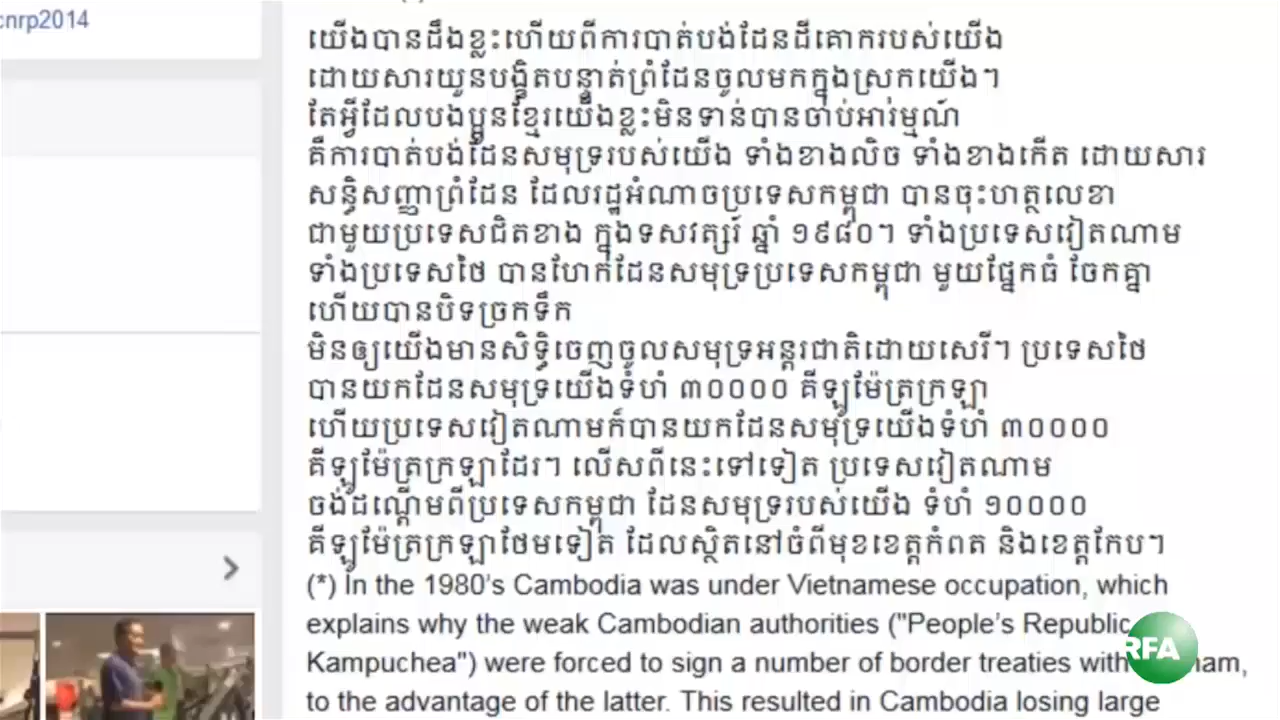 cnrp2014
យើងបានដឹងខ្លះហើយពីការបាត់បង់ដែនដីគោករបស់យើង
ដោយសារយួនបង្ខិតបន្ទាត់ព្រំដែនចូលមកក្នុងស្រុកយើង។
តែអ្វីដែលបងប្អូនខ្មែរយើងខ្លះមិនទាន់បានចាប់អារម្មណ៍
គឺការបាត់បង់ដែនសមុទ្ររបស់យើង ទាំងខាងលិច ទាំងខាងកើត ដោយសារ
សន្ធិសញ្ញាព្រំដែន ដែលរដ្ឋអំណាចប្រទេសកម្ពុជា បានចុះហត្ថលេខា
ជាមួយប្រទេសជិតខាង ក្នុងទសវត្សរ៍ ឆ្នាំ ១៩៨០។ ទាំងប្រទេសវៀតណាម
ទាំងប្រទេសថៃ បានហែកដែនសមុទ្រប្រទេសកម្ពុជា មួយផ្នែកធំ ចែកគ្នា
ហើយបានបិទច្រកទឹក
មិនឲ្យយើងមានសិទ្ធិចេញចូលសមុទ្រអន្តរជាតិដោយសេរី។ ប្រទេសថៃ
បានយកដែនសមុទ្រយើងទំហំ ៣០០០០ គីឡូម៉ែត្រក្រឡា
ហើយប្រទេសវៀតណាមក៏បានយកដែនសមុទ្រយើងទំហំ ៣០០០០
គីឡូម៉ែត្រក្រឡាដែរ។ លើសពីនេះទៅទៀត ប្រទេសវៀតណាម
ចង់ដណ្តើមពីប្រទេសកម្ពុជា ដែនសមុទ្ររបស់យើង ទំហំ ១០០០០
គីឡូម៉ែត្រក្រឡាថែមទៀត ដែលស្ថិតនៅចំពីមុខខេត្តកំពត និងខេត្តកែប។
(*) In the 1980's Cambodia was under Vietnamese occupation, which
explains why the weak Cambodian authorities ("People's Republic
Kampuchea") were forced to sign a number of border treaties with
to the advantage of the latter. This resulted in Cambodia losing large
RFA